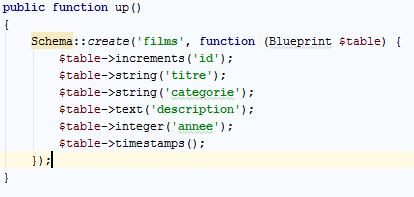 public function up()
{
    Schema::create('films', function (Blueprint $table) {
        $table->increments('id');
        $table->string('titre');
        $table->string('categorie');
        $table->text('description');
        $table->integer('annee');
        $table->timestamps();
    });
}